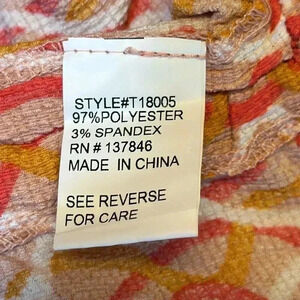 STYLE#T18005
97%POLYESTER
3% SPANDEX
RN # 137846
MADE IN CHINA
SEE REVERSE
FOR CARE